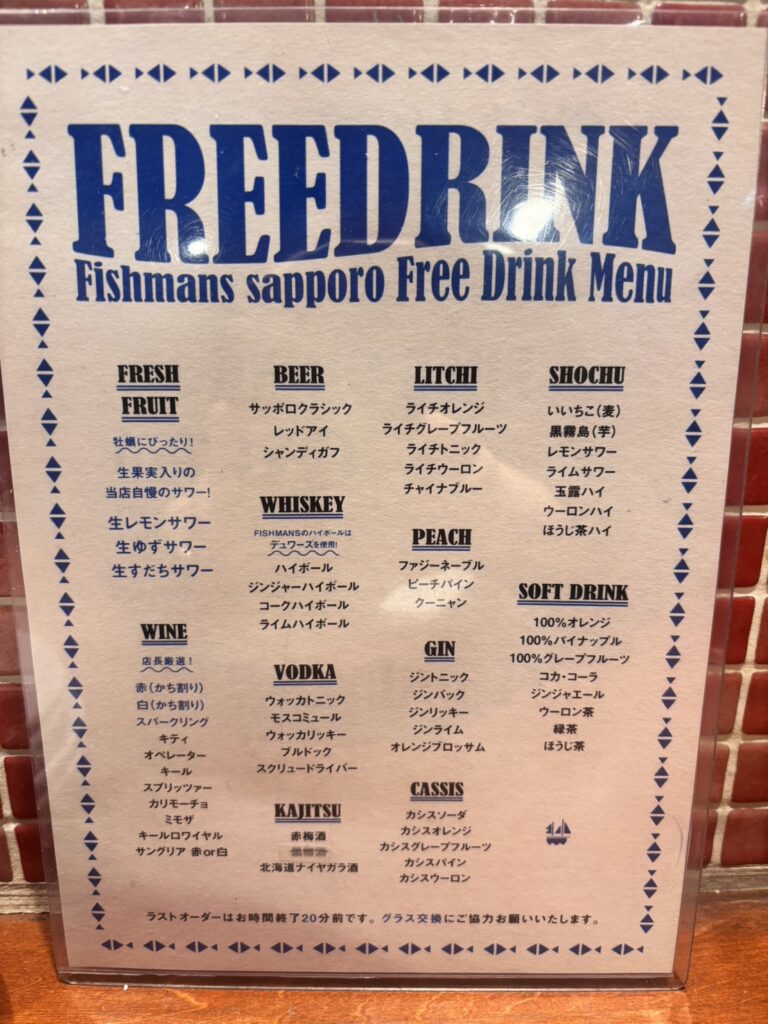 FREEDRINK
Fishmans sapporo Free Drink Menu
FRESH
FRUIT
牡蠣にぴったり!
生果実入りの
当店自慢のサワー!
生レモンサワー
生ゆずサワー
生すだちサワー
WINE
店長厳選!
赤(かち割り)
白(かち割り)
スパークリング
キティ
オペレーター
キール
スプリッツァー
カリモーチョ
ミモザ
キールロワイヤル
サングリア 赤or白
BEER
サッポロクラシック
レッドアイ
シャンディガフ
WHISKEY
FISHMANSのハイボールは
デュワーズを使用!
ハイボール
ジンジャーハイボール
コークハイボール
ライムハイボール
VODKA
ウォッカトニック
モスコミュール
ウォッカリッキー
ブルドック
スクリュードライバー
KAJITSU
赤梅酒
北海道ナイヤガラ酒
LITCHI
ライチオレンジ
ライチグレープフルーツ
ライチトニック
ライチウーロン
チャイナブルー
PEACH
ファジーネーブル
ピーチパイン
クーニャン
GIN
ジントニック
ジンバック
ジンリッキー
ジンライム
オレンジブロッサム
CASSIS
カシスソーダ
カシスオレンジ
カシスグレープフルーツ
カシスパイン
カシスウーロン
SHOCHU
いいちこ(麦)
黒霧島(芋)
レモンサワー
ライムサワー
玉露ハイ
ウーロンハイ
ほうじ茶ハイ
SOFT DRINK
100%オレンジ
100%パイナップル
100%グレープフルーツ
コカ・コーラ
ジンジャエール
ウーロン茶
緑茶
ほうじ茶
ラストオーダーはお時間終了20分前です。グラス交換にご協力お願いいたします。